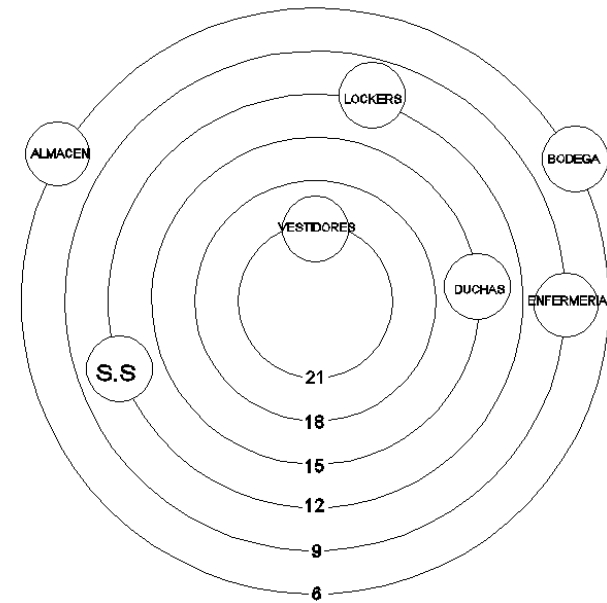 LOCKERS
ALMACEN
BODEGA
VESTIDORES
DUCHAS
ENFERMERIA
S.S
21
18
15
12
9
6